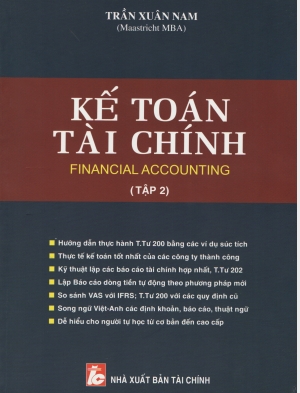 TRẦN XUÂN NAM
(Maastricht MBA)
KẾ TOÁN
TÀI CHÍNH
FINANCIAL ACCOUNTING
(TẬP 2)
Hướng dẫn thực hành T.Tư 200 bằng các ví dụ súc tích
Thực tế kế toán tốt nhất của các công ty thành công
Kỹ thuật lập các báo cáo tài chính hợp nhất, T.Tư 202
Lập Báo cáo dòng tiền tự động theo phương pháp mới
So sánh VAS với IFRS; T.Tư 200 với các quy định cũ
Song ngữ Việt-Anh các định khoản, báo cáo, thuật ngữ
Dễ hiểu cho người tự học từ cơ bản đến cao cấp
NHÀ XUẤT BẢN TÀI CHÍNH